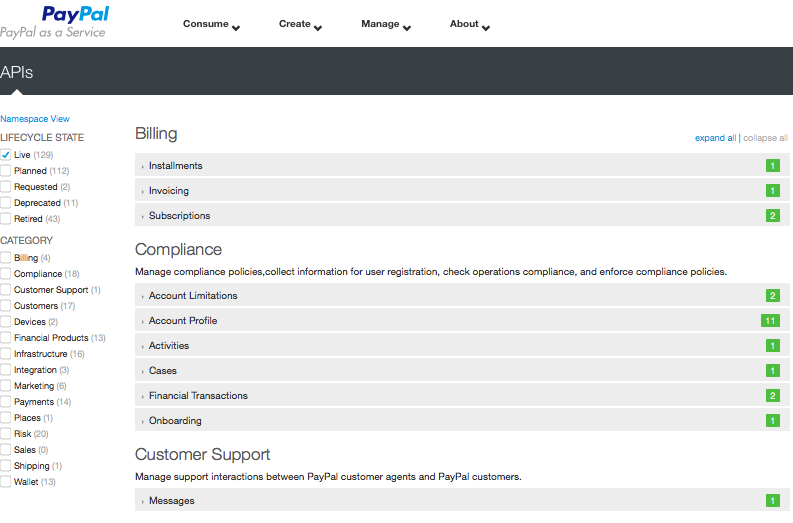 PayPal
PayPal as a Service
Consume
Create
Manage
About
APIs
Namespace View
LIFECYCLE STATE
Live (129)
Planned (112)
Requested (2)
Deprecated (11)
Retired (43)
CATEGORY
Billing (4)
Compliance (18)
Customer Support (1)
Customers (17)
Devices (2)
Financial Products (13)
Infrastructure (16)
Integration (3)
Marketing (6)
Payments (14)
Places (1)
Risk (20)
Sales (0)
Shipping (1)
Wallet (13)
Billing
expand all | collapse all
Installments 1
Invoicing 1
Subscriptions 2
Compliance
Manage compliance policies,collect information for user registration, check operations compliance, and enforce compliance policies.
Account Limitations 2
Account Profile 11
Activities 1
Cases 1
Financial Transactions 2
Onboarding 1
Customer Support
Manage support interactions between PayPal customer agents and PayPal customers.
Messages 1